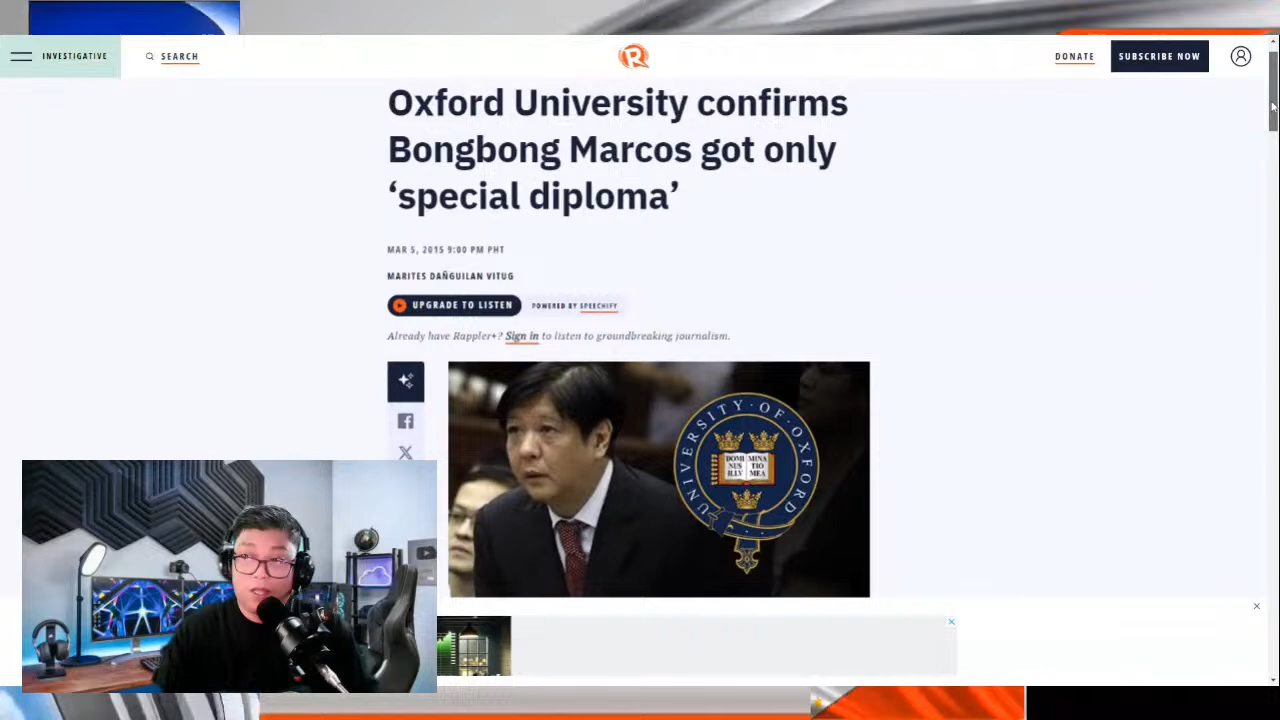 INVESTIGATIVE
SEARCH
R
DONATE
SUBSCRIBE NOW
Oxford University confirms
Bongbong Marcos got only
‘special diploma’
MAR 5, 2015 9:00 PM PHT
MARITES DAÑGUILAN VITUG
UPGRADE TO LISTEN
POWERED BY SPEECHIFY
Already have Rappler+? Sign in to listen to groundbreaking journalism.
UNIVERSITY·OF·OXFORD
DOMI MINA
NUS TIO
ILLV MEA